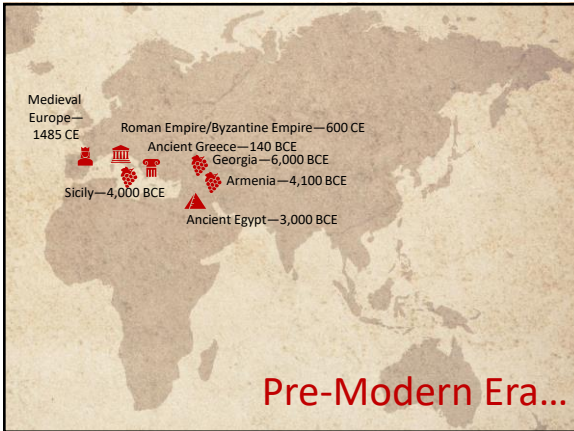 Medieval
Europe—
1485 CE
Roman Empire/Byzantine Empire—600 CE
Ancient Greece—140 BCE
Georgia—6,000 BCE
Armenia—4,100 BCE
Sicily—4,000 BCE
Ancient Egypt—3,000 BCE
Pre-Modern Era…